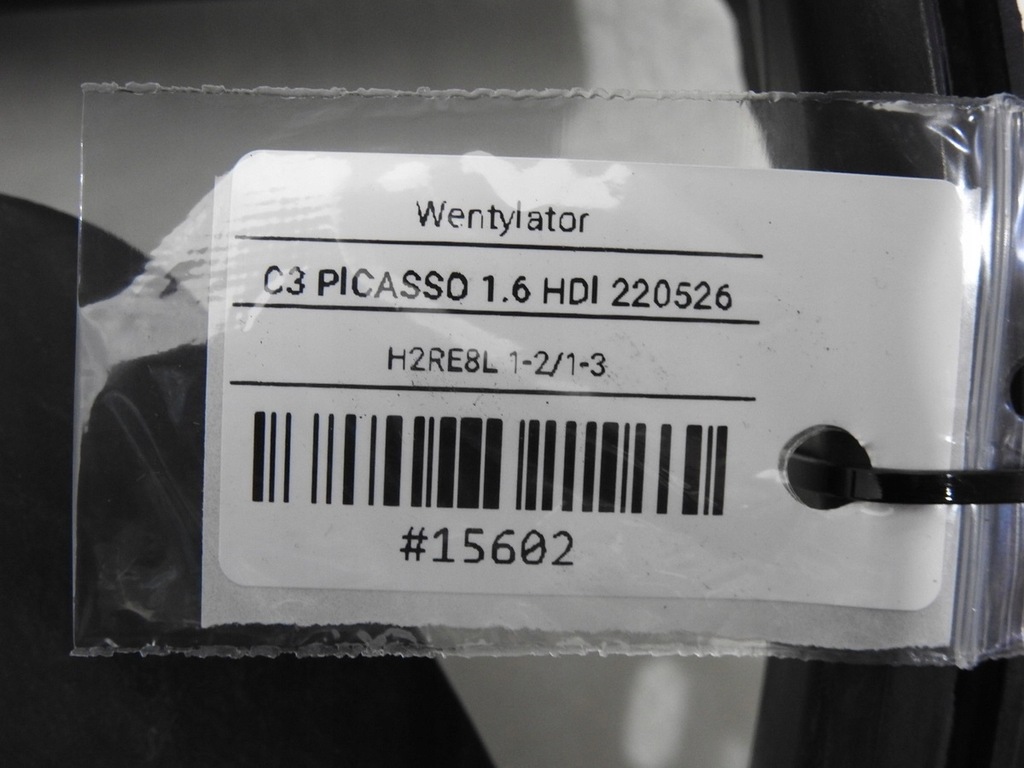 Wentylator
C3 PICASSO 1.6 HDI 220526
H2RE8L 1-2/1-3
#15602